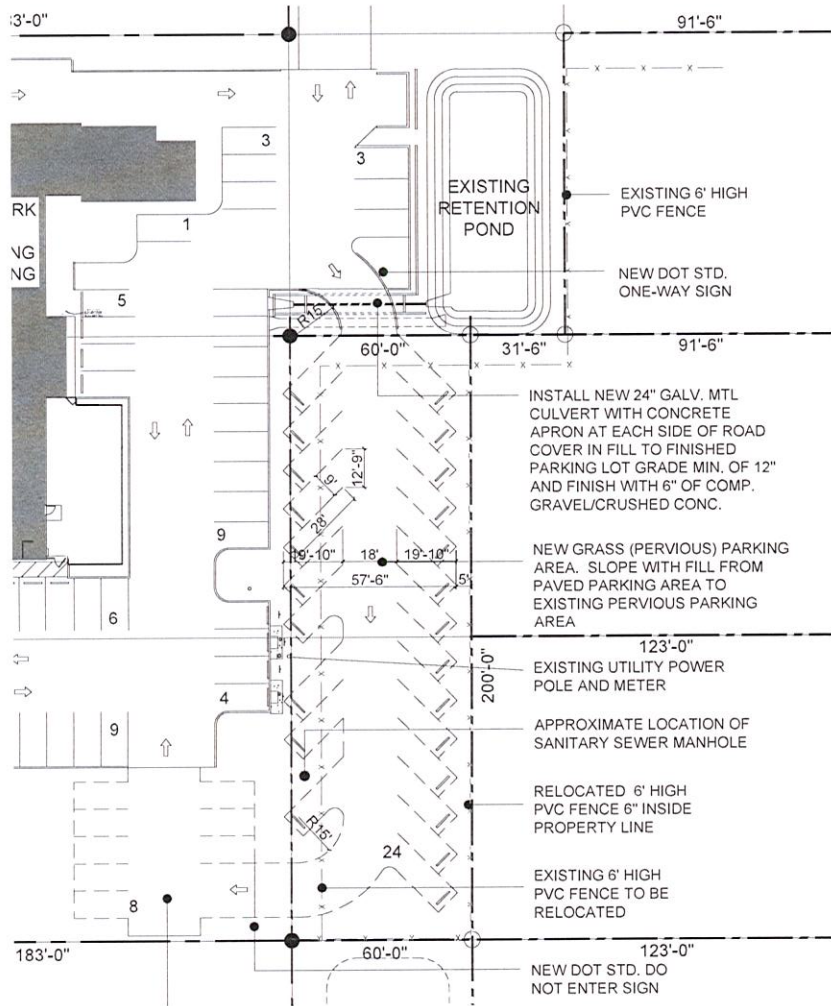 3'-0"
91'-6"
3
3
EXISTING
RETENTION
POND
EXISTING 6' HIGH
PVC FENCE
RK
1
NG
NG
NEW DOT STD.
ONE-WAY SIGN
5
R15'
60'-0"
31'-6"
91'-6"
INSTALL NEW 24" GALV. MTL
CULVERT WITH CONCRETE
APRON AT EACH SIDE OF ROAD
COVER IN FILL TO FINISHED
PARKING LOT GRADE MIN. OF 12"
AND FINISH WITH 6" OF COMP.
GRAVEL/CRUSHED CONC.
12'-9"
9'
28'
9
19'-10"
18'
19'-10"
57'-6"
5'
NEW GRASS (PERVIOUS) PARKING
AREA. SLOPE WITH FILL FROM
PAVED PARKING AREA TO
EXISTING PERVIOUS PARKING
AREA
6
123'-0"
200'-0"
EXISTING UTILITY POWER
POLE AND METER
4
9
APPROXIMATE LOCATION OF
SANITARY SEWER MANHOLE
RELOCATED 6' HIGH
PVC FENCE 6" INSIDE
PROPERTY LINE
R15'
24
EXISTING 6' HIGH
PVC FENCE TO BE
RELOCATED
8
183'-0"
60'-0"
123'-0"
NEW DOT STD. DO
NOT ENTER SIGN